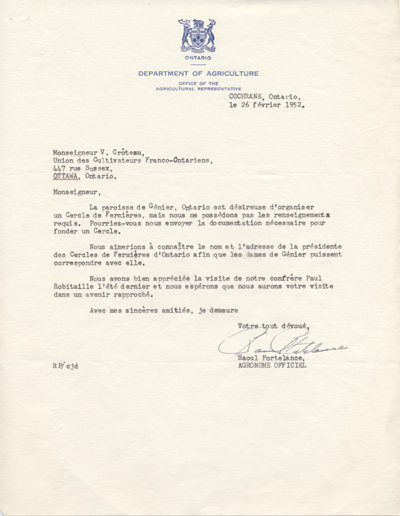 ONTARIO
DEPARTMENT OF AGRICULTURE
OFFICE OF THE
AGRICULTURAL REPRESENTATIVE
COCHRANE, Ontario,
le 26 février 1952.
Monseigneur V. Crôteau,
Union des Cultivateurs Franco-Ontariens,
447 rue Sussex,
OTTAWA, Ontario.
Monseigneur,
La paroisse de Génier, Ontario est désireuse d'organiser
un Cercle de Fermières, mais nous ne possédons pas les renseignements
requis. Pourriez-vous nous envoyer la documentation nécessaire pour
fonder un Cercle.
Nous aimerions à connaître le nom et l'adresse de la présidente
des Cercles de Fermières d'Ontario afin que les dames de Génier puissent
correspondre avec elle.
Nous avons bien appréciée la visite de notre confrère Paul
Robitaille l'été dernier et nous espérons que nous aurons votre visite
dans un avenir rapproché.
Avec mes sincères amitiés, je demeure
Votre tout dévoué,
Raoul Portelance
Raoul Portelance,
AGRONOME OFFICIEL
RP/cjd